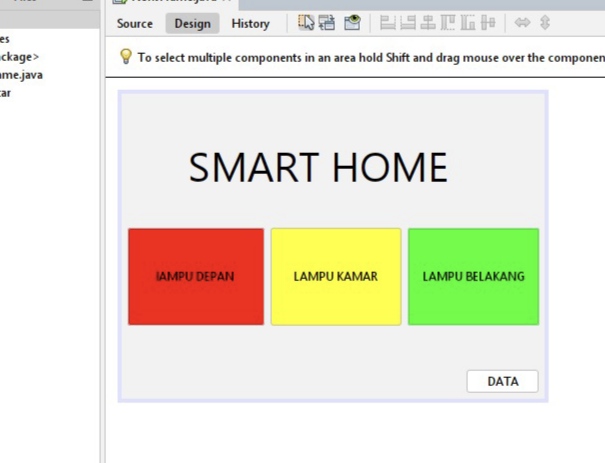 Source Design History
To select multiple components in an area hold Shift and drag mouse over the componen
es
ckage>
ame.java
ar
SMART HOME
lAMPU DEPAN LAMPU KAMAR LAMPU BELAKANG
DATA